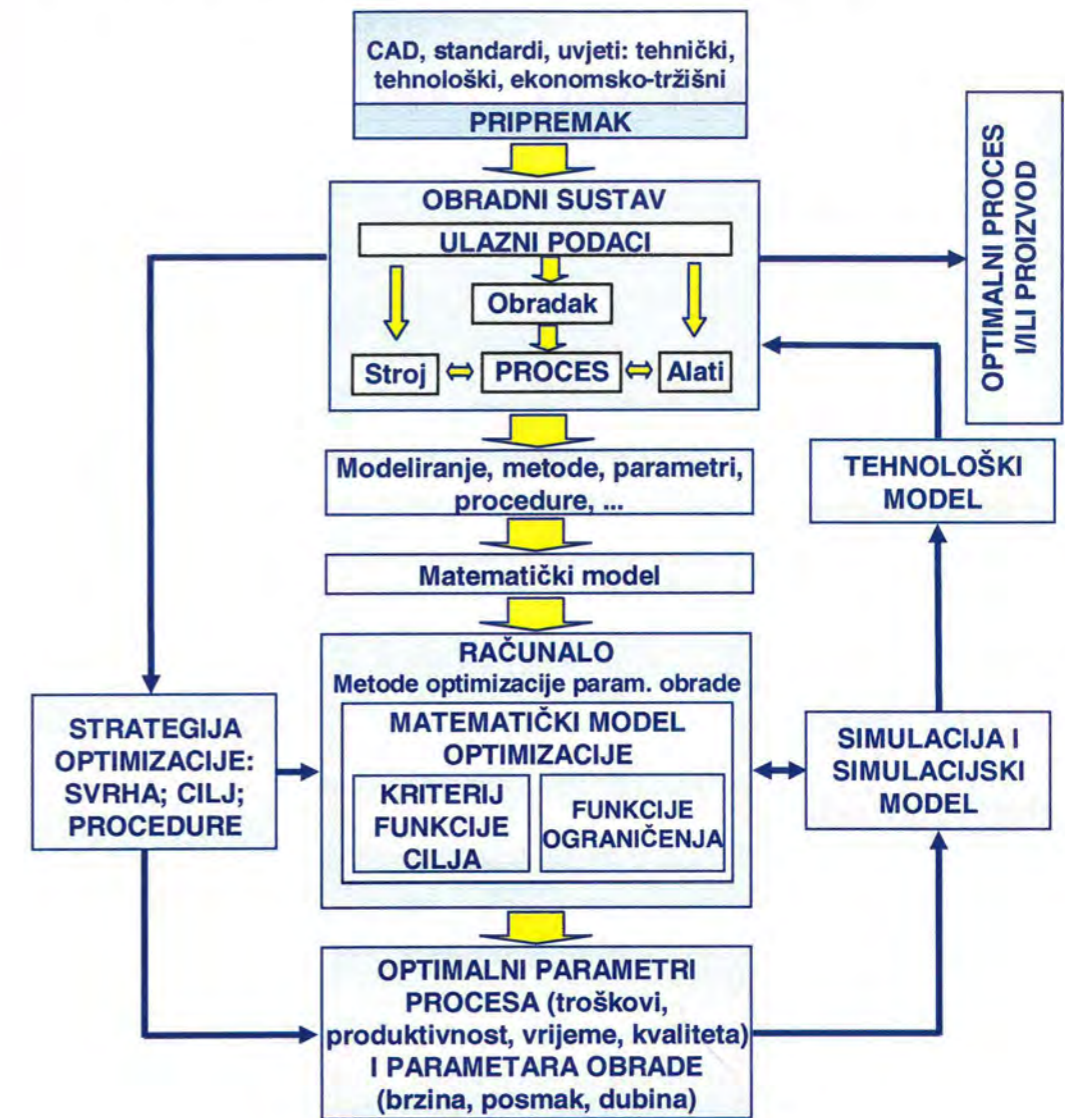 CAD, standardi, uvjeti: tehnički,
tehnološki, ekonomsko-tržišni
PRIPREMAK
OBRADNI SUSTAV
ULAZNI PODACI
Obradak
Stroj
PROCES
Alati
OPTIMALNI PROCES
I/ILI PROIZVOD
Modeliranje, metode, parametri,
procedure, ...
TEHNOLOŠKI
MODEL
Matematički model
RAČUNALO
Metode optimizacije param. obrade
MATEMATIČKI MODEL
OPTIMIZACIJE
KRITERIJ
FUNKCIJE
CILJA
FUNKCIJE
OGRANIČENJA
STRATEGIJA
OPTIMIZACIJE:
SVRHA; CILJ;
PROCEDURE
SIMULACIJA I
SIMULACIJSKI
MODEL
OPTIMALNI PARAMETRI
PROCESA (troškovi,
produktivnost, vrijeme, kvaliteta)
I PARAMETARA OBRADE
(brzina, posmak, dubina)